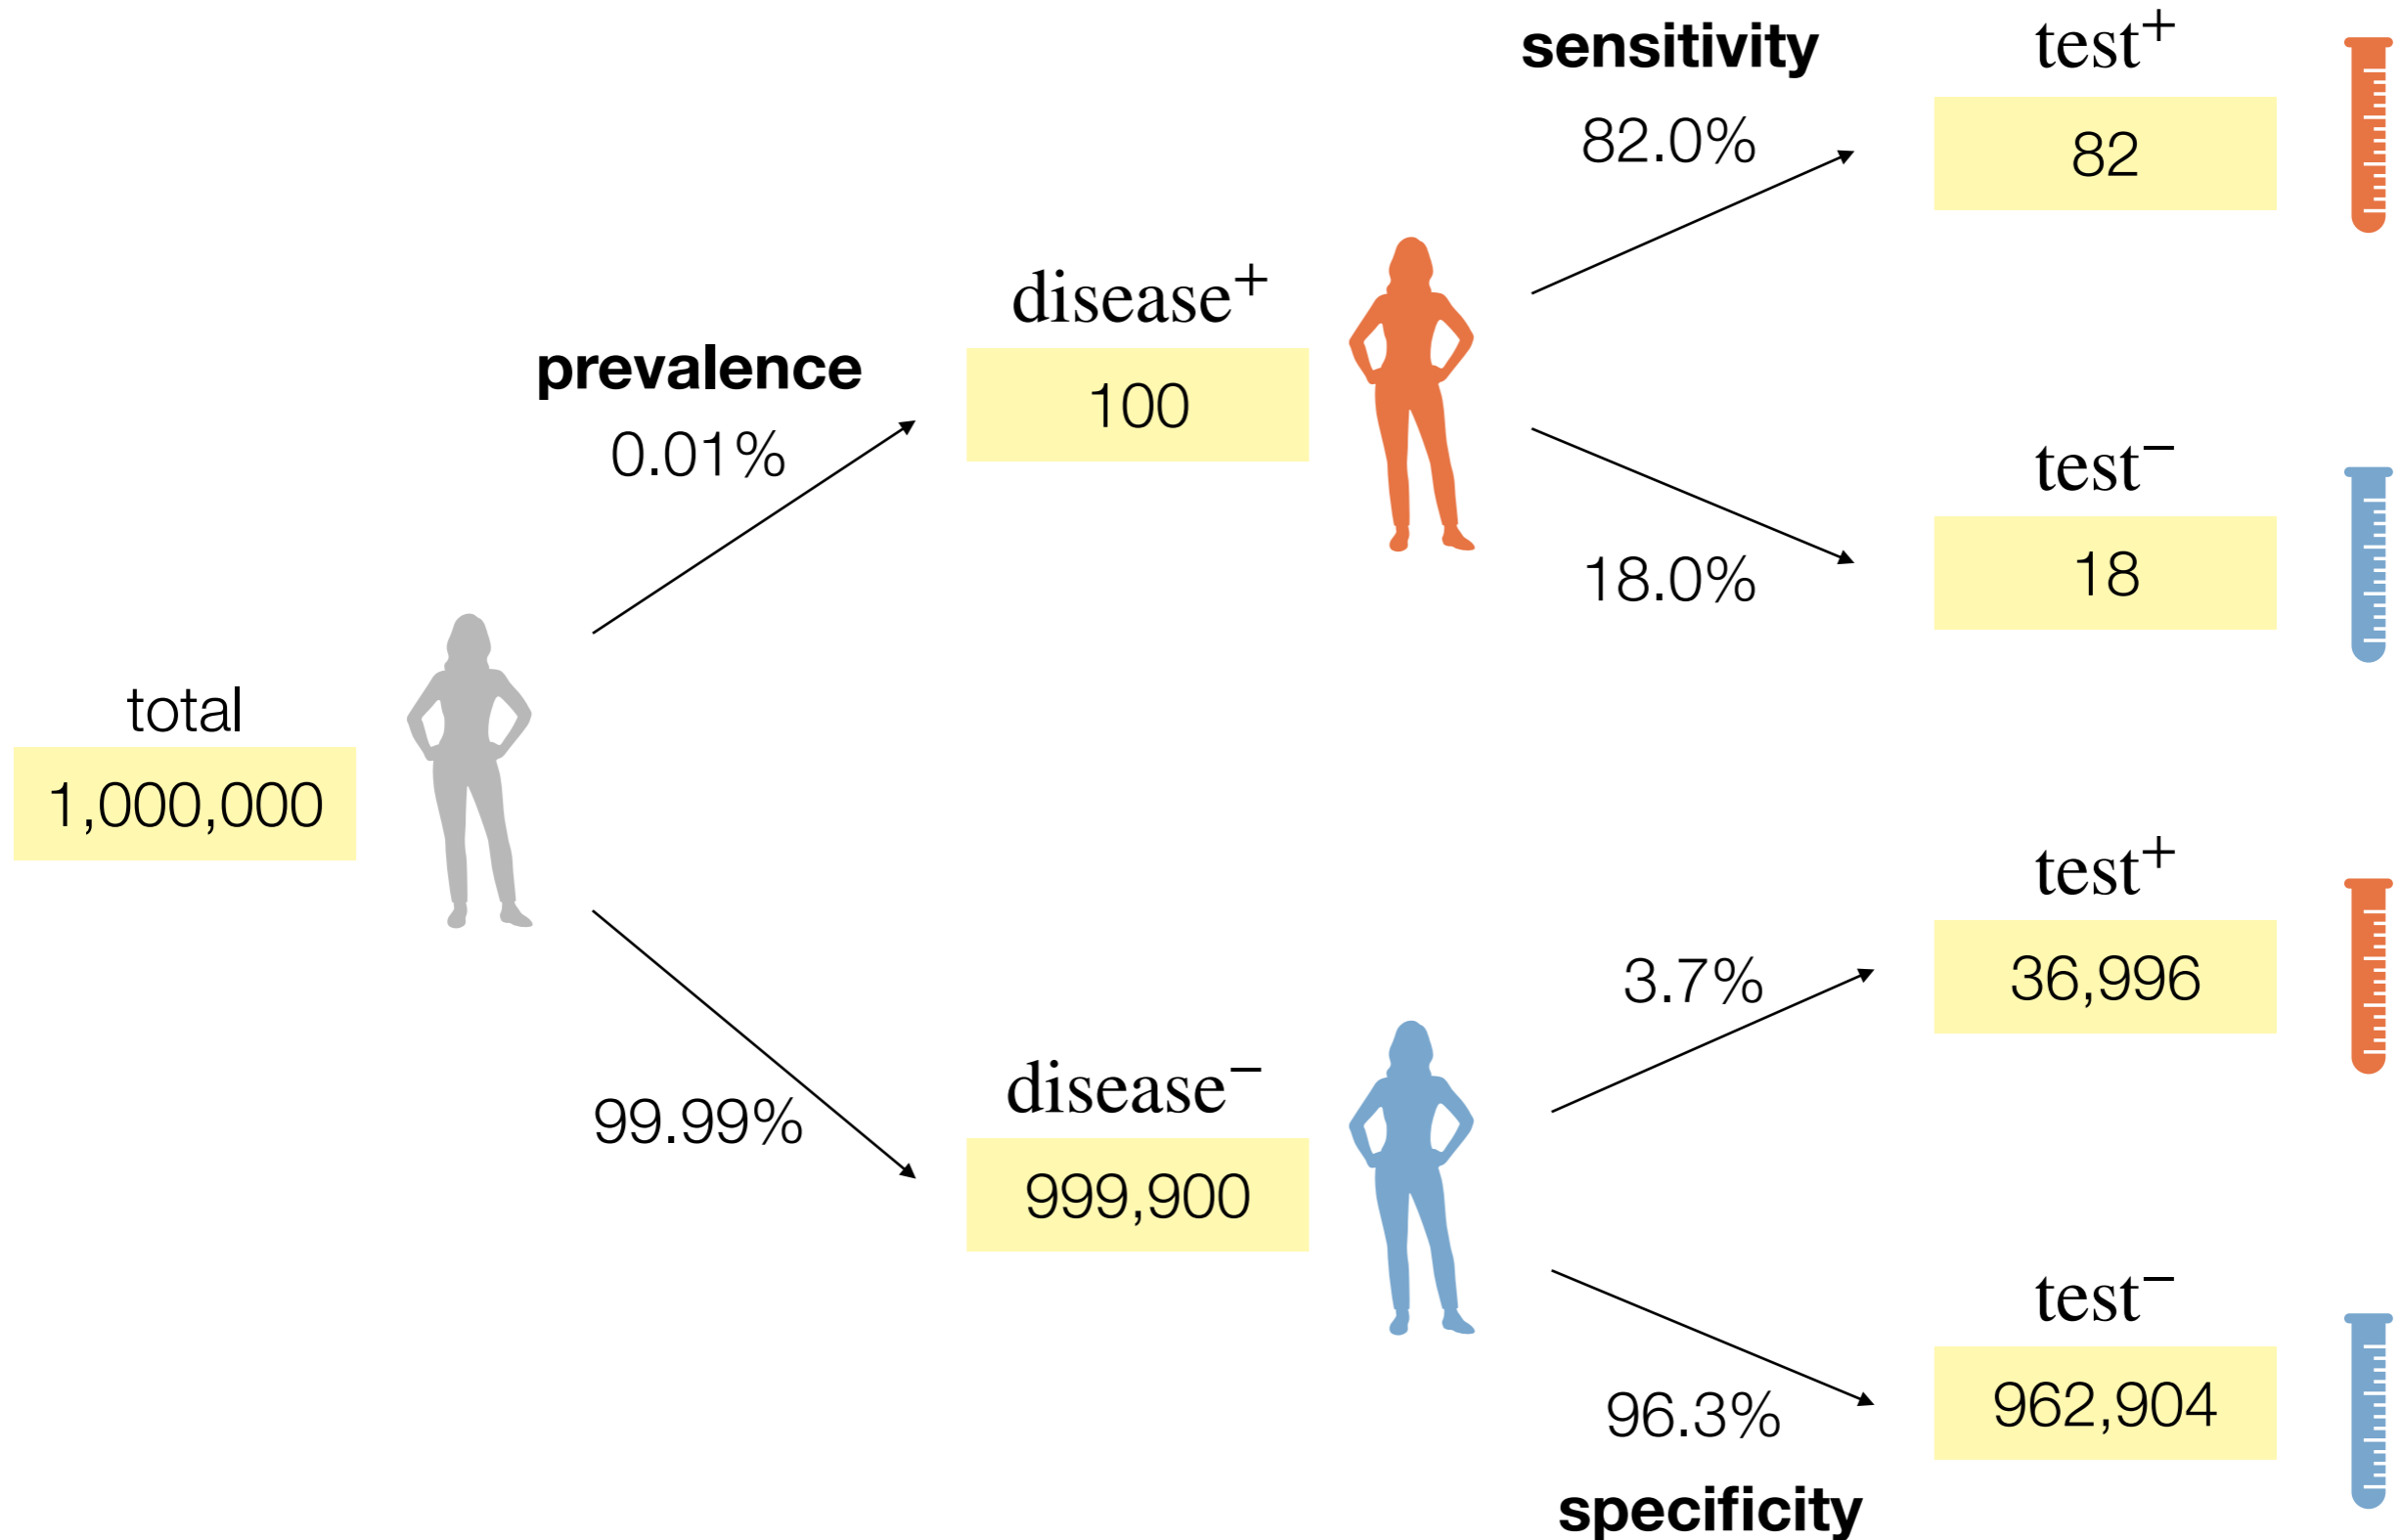 sensitivity
82.0%
test⁺
82
disease⁺
100
prevalence
0.01%
18.0%
test⁻
18
total
1,000,000
99.99%
disease⁻
999,900
3.7%
test⁺
36,996
96.3%
specificity
test⁻
962,904